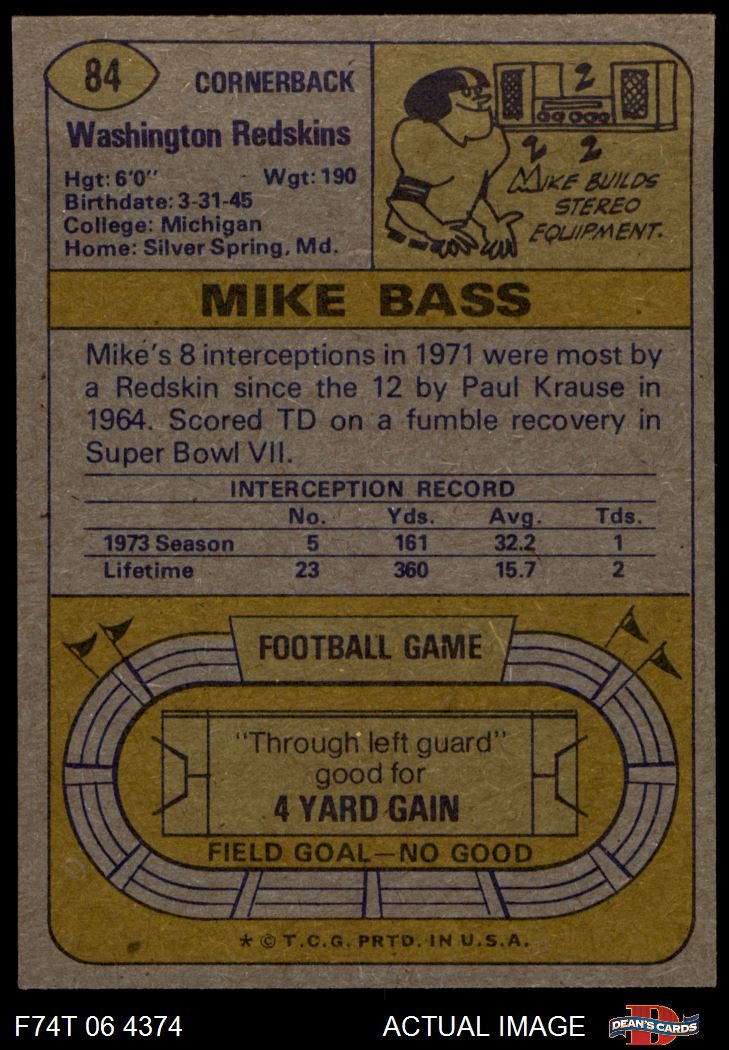 84
CORNERBACK
Washington Redskins
Hgt: 6'0" Wgt: 190
Birthdate: 3-31-45
College: Michigan
Home: Silver Spring, Md.
MIKE BUILDS
STEREO
EQUIPMENT.
MIKE BASS
Mike's 8 interceptions in 1971 were most by
a Redskin since the 12 by Paul Krause in
1964. Scored TD on a fumble recovery in
Super Bowl VII.
INTERCEPTION RECORD
No. Yds. Avg. Tds.
1973 Season 5 161 32.2 1
Lifetime 23 360 15.7 2
FOOTBALL GAME
"Through left guard"
good for
4 YARD GAIN
FIELD GOAL—NO GOOD
* © T.C.G. PRTD. IN U.S.A.
F74T 06 4374 ACTUAL IMAGE
DEAN'S CARDS